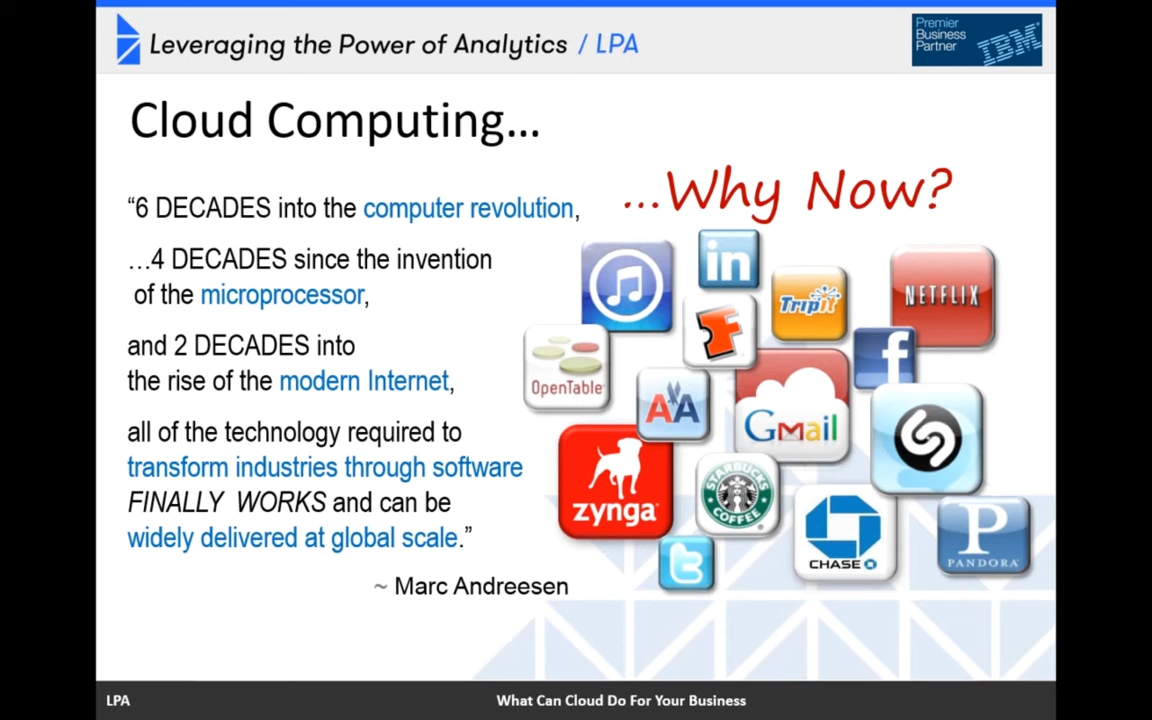 Leveraging the Power of Analytics / LPA
Premier
Business
Partner
IBM
Cloud Computing...
...Why Now?
“6 DECADES into the computer revolution,
…4 DECADES since the invention
of the microprocessor,
and 2 DECADES into
the rise of the modern Internet,
all of the technology required to
transform industries through software
FINALLY WORKS and can be
widely delivered at global scale.”
~ Marc Andreesen
in
TripIt
NETFLIX
F
f
OpenTable
AA
Gmail
zynga
STARBUCKS
COFFEE
CHASE
P
PANDORA
t
LPA
What Can Cloud Do For Your Business